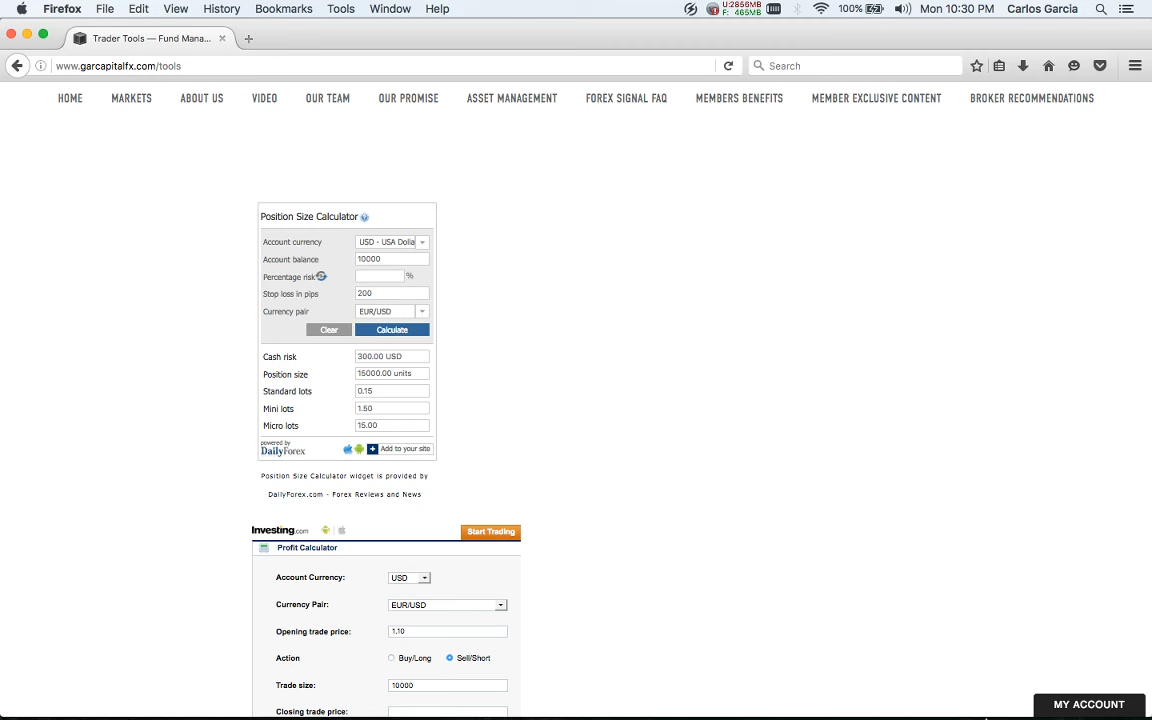 Firefox File Edit View History Bookmarks Tools Window Help U:2856MB F: 465MB 100% Mon 10:30 PM Carlos Garcia
Trader Tools — Fund Mana...
www.garcapitalfx.com/tools Search
HOME MARKETS ABOUT US VIDEO OUR TEAM OUR PROMISE ASSET MANAGEMENT FOREX SIGNAL FAQ MEMBERS BENEFITS MEMBER EXCLUSIVE CONTENT BROKER RECOMMENDATIONS
Position Size Calculator
Account currency USD - USA Dolla
Account balance 10000
Percentage risk %
Stop loss in pips 200
Currency pair EUR/USD
Clear Calculate
Cash risk 300.00 USD
Position size 15000.00 units
Standard lots 0.15
Mini lots 1.50
Micro lots 15.00
powered by
DailyForex Add to your site
Position Size Calculator widget is provided by
DailyForex.com - Forex Reviews and News
Investing.com Start Trading
Profit Calculator
Account Currency: USD
Currency Pair: EUR/USD
Opening trade price: 1.10
Action Buy/Long Sell/Short
Trade size: 10000
Closing trade price:
MY ACCOUNT